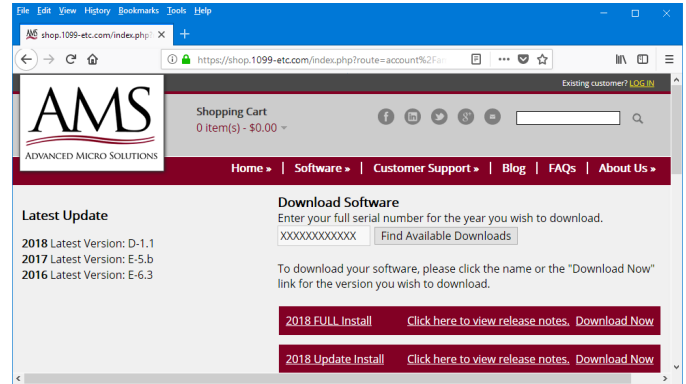 File Edit View History Bookmarks Tools Help
AMS shop.1099-etc.com/index.php?
https://shop.1099-etc.com/index.php?route=account%2Fan
Existing customer? LOG IN
AMS
ADVANCED MICRO SOLUTIONS
Shopping Cart
0 item(s) - $0.00
Home » | Software » | Customer Support » | Blog | FAQs | About Us »
Latest Update
2018 Latest Version: D-1.1
2017 Latest Version: E-5.b
2016 Latest Version: E-6.3
Download Software
Enter your full serial number for the year you wish to download.
XXXXXXXXXXXX Find Available Downloads
To download your software, please click the name or the "Download Now"
link for the version you wish to download.
2018 FULL Install Click here to view release notes. Download Now
2018 Update Install Click here to view release notes. Download Now